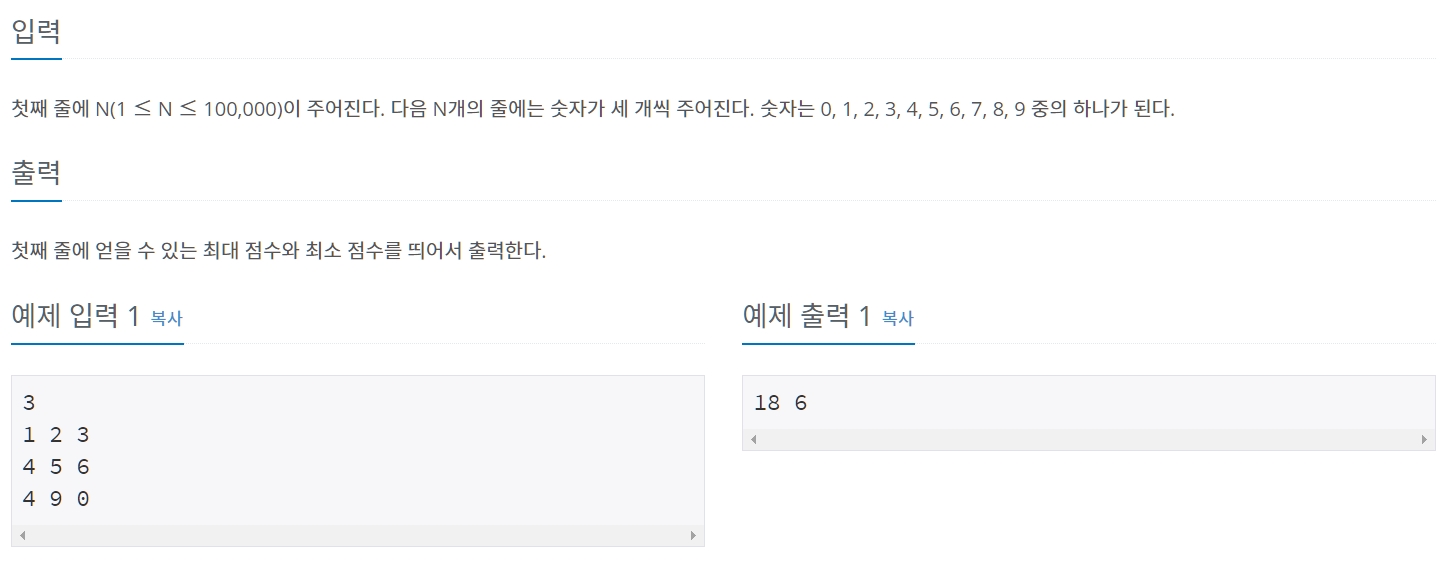 입력
첫째 줄에 N(1 ≤ N ≤ 100,000)이 주어진다. 다음 N개의 줄에는 숫자가 세 개씩 주어진다. 숫자는 0, 1, 2, 3, 4, 5, 6, 7, 8, 9 중의 하나가 된다.
출력
첫째 줄에 얻을 수 있는 최대 점수와 최소 점수를 띄어서 출력한다.
예제 입력 1 복사
3
1 2 3
4 5 6
4 9 0
예제 출력 1 복사
18 6